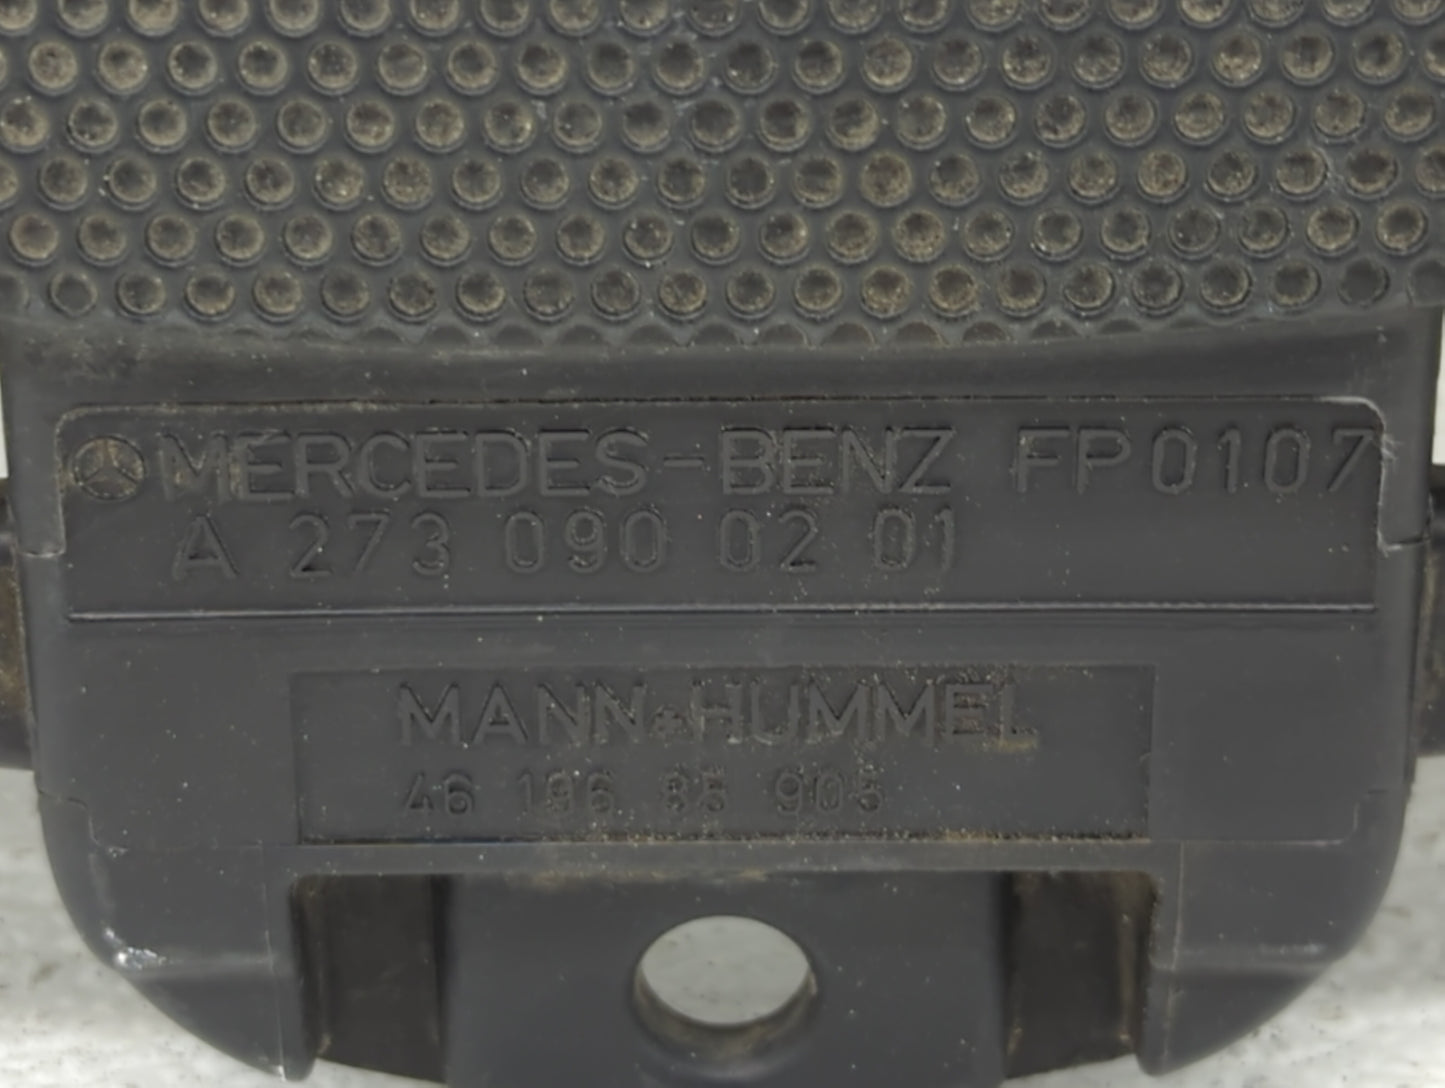 MERCEDES-BENZ FP0107
A 273 090 02 01
MANN+HUMMEL
46 196 85 905